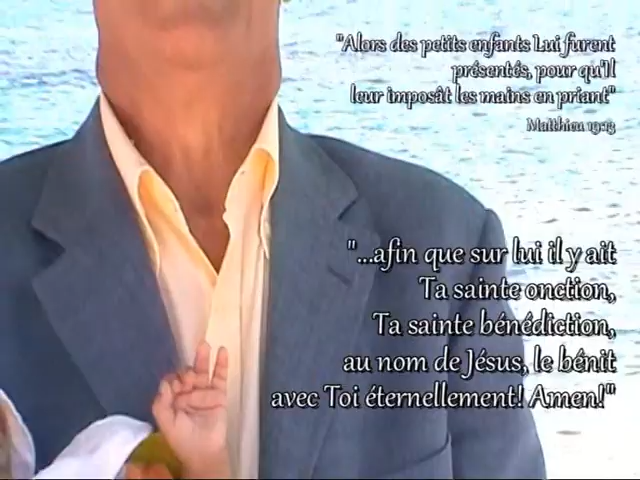 "Alors des petits enfants Lui furent
présentés, pour qu'Il
leur imposât les mains en priant"
Matthieu 19:13
"...afin que sur lui il y ait
Ta sainte onction,
Ta sainte bénédiction,
au nom de Jésus, le bénit
avec Toi éternellement! Amen!"